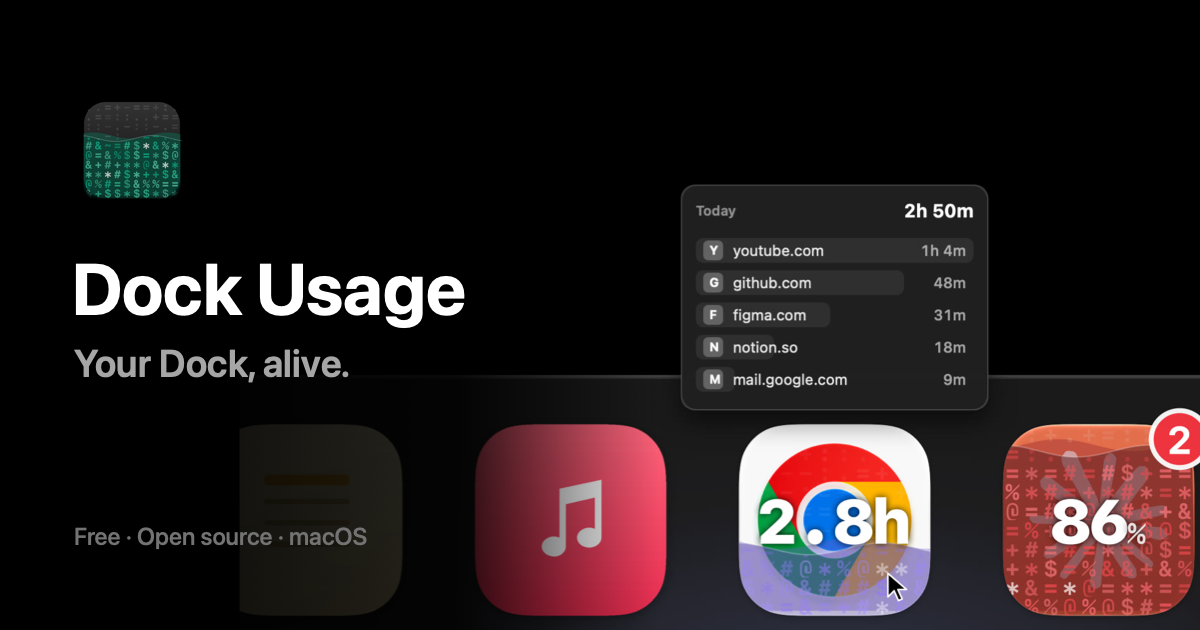 Dock Usage
Your Dock, alive.
Free · Open source · macOS
Today 2h 50m
Y youtube.com 1h 4m
G github.com 48m
F figma.com 31m
N notion.so 18m
M mail.google.com 9m
2.8h
86%
2